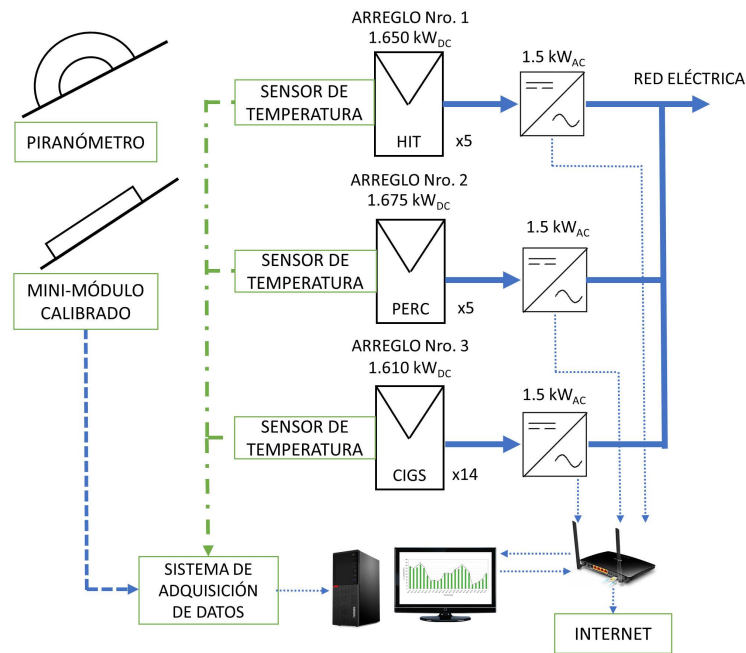 ARREGLO Nro. 1
1.650 kWDC
1.5 kWAC
RED ELÉCTRICA
SENSOR DE
TEMPERATURA
HIT
x5
PIRANÓMETRO
ARREGLO Nro. 2
1.675 kWDC
1.5 kWAC
SENSOR DE
TEMPERATURA
PERC
x5
MINI-MÓDULO
CALIBRADO
ARREGLO Nro. 3
1.610 kWDC
1.5 kWAC
SENSOR DE
TEMPERATURA
CIGS
x14
SISTEMA DE
ADQUISICIÓN
DE DATOS
INTERNET